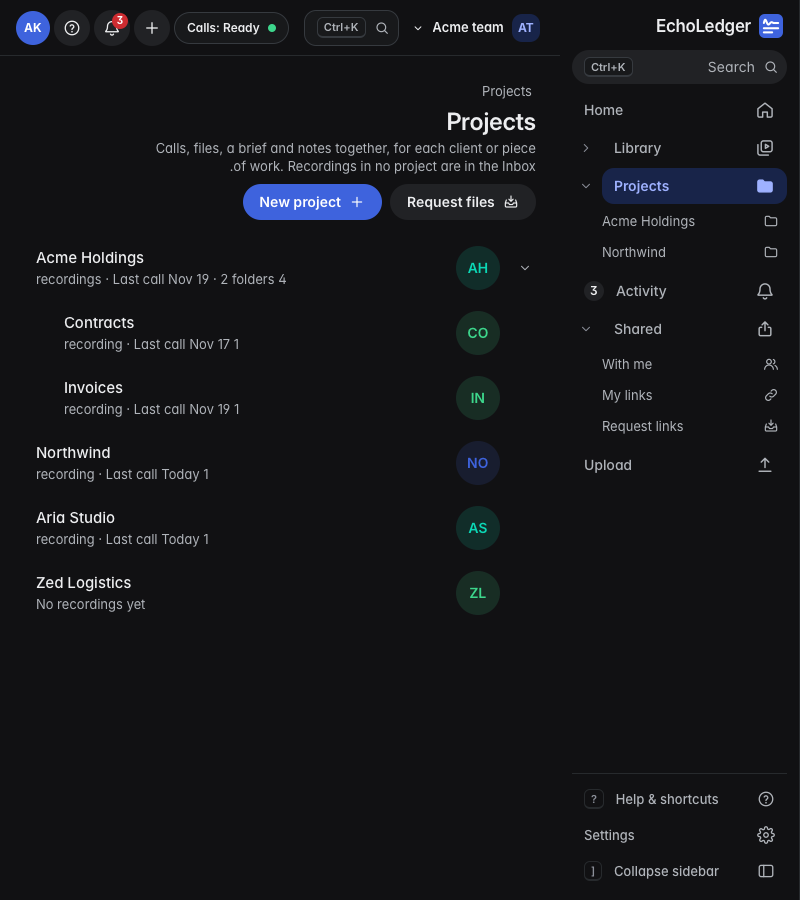 AK
3
Calls: Ready
Ctrl+K
Acme team
AT
EchoLedger
Ctrl+K
Search
Home
Library
Projects
Acme Holdings
Northwind
3
Activity
Shared
With me
My links
Request links
Upload
?
Help & shortcuts
Settings
]
Collapse sidebar
Projects
Projects
Calls, files, a brief and notes together, for each client or piece
.of work. Recordings in no project are in the Inbox
New project
Request files
Acme Holdings
recordings · Last call Nov 19 · 2 folders 4
AH
Contracts
recording · Last call Nov 17 1
CO
Invoices
recording · Last call Nov 19 1
IN
Northwind
recording · Last call Today 1
NO
Aria Studio
recording · Last call Today 1
AS
Zed Logistics
No recordings yet
ZL